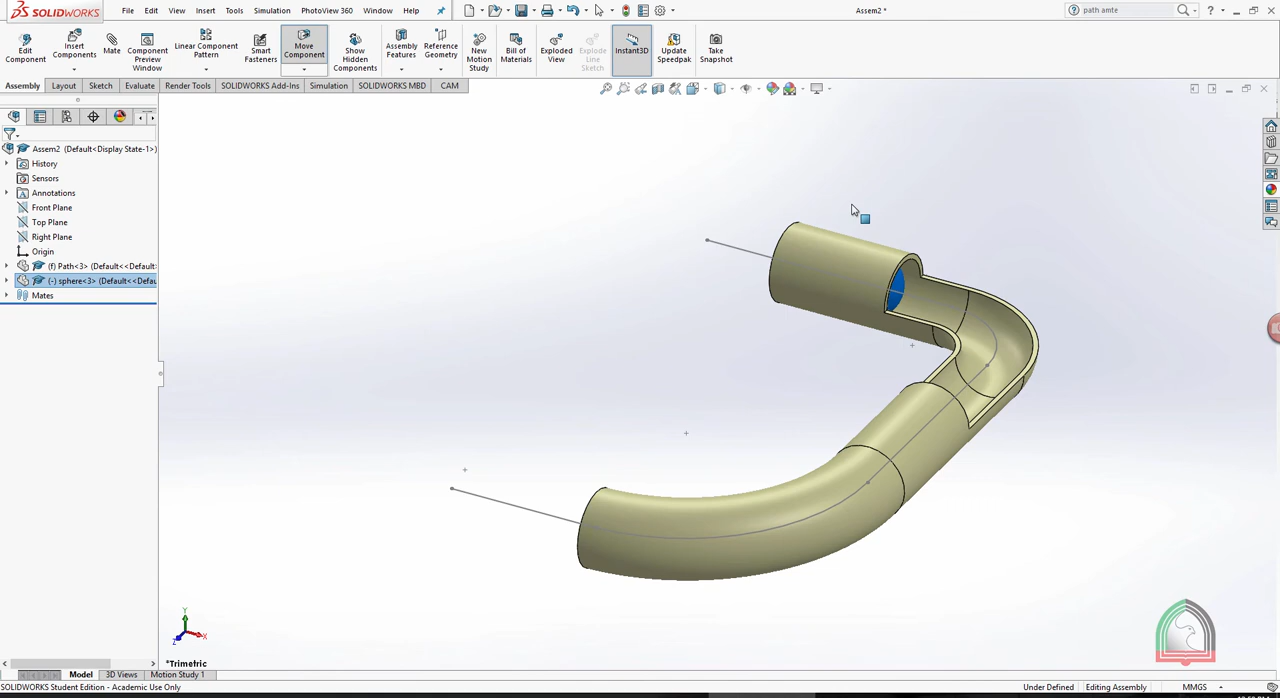 SOLIDWORKS
File Edit View Insert Tools Simulation PhotoView 360 Window Help
Assem2 *
path amte
Edit Component
Insert Components
Mate
Component Preview Window
Linear Component Pattern
Smart Fasteners
Move Component
Show Hidden Components
Assembly Features
Reference Geometry
New Motion Study
Bill of Materials
Exploded View
Explode Line Sketch
Instant3D
Update Speedpak
Take Snapshot
Assembly Layout Sketch Evaluate Render Tools SOLIDWORKS Add-Ins Simulation SOLIDWORKS MBD CAM
Assem2 (Default<Display State-1>)
History
Sensors
Annotations
Front Plane
Top Plane
Right Plane
Origin
(f) Path<3> (Default<<Default
(-) sphere<3> (Default<<Defau
Mates
Y
X
Z
*Trimetric
Model 3D Views Motion Study 1
SOLIDWORKS Student Edition - Academic Use Only
Under Defined Editing Assembly MMGS